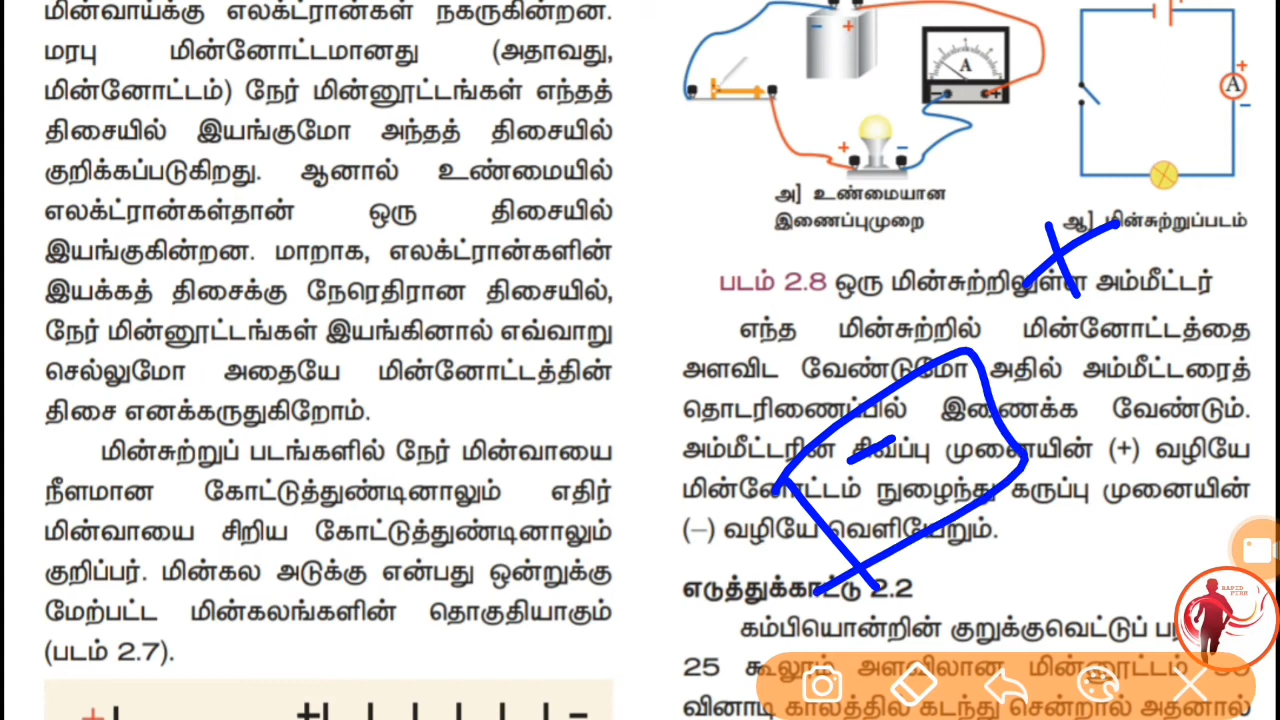 மின்வாய்க்கு எலக்ட்ரான்கள் நகருகின்றன.
மரபு மின்னோட்டமானது (அதாவது,
மின்னோட்டம்) நேர் மின்னூட்டங்கள் எந்தத்
திசையில் இயங்குமோ அந்தத் திசையில்
குறிக்கப்படுகிறது. ஆனால் உண்மையில்
எலக்ட்ரான்கள்தான் ஒரு திசையில்
இயங்குகின்றன. மாறாக, எலக்ட்ரான்களின்
இயக்கத் திசைக்கு நேரெதிரான திசையில்,
நேர் மின்னூட்டங்கள் இயங்கினால் எவ்வாறு
செல்லுமோ அதையே மின்னோட்டத்தின்
திசை எனக்கருதுகிறோம்.
மின்சுற்றுப் படங்களில் நேர் மின்வாயை
நீளமான கோட்டுத்துண்டினாலும் எதிர்
மின்வாயை சிறிய கோட்டுத்துண்டினாலும்
குறிப்பர். மின்கல அடுக்கு என்பது ஒன்றுக்கு
மேற்பட்ட மின்கலங்களின் தொகுதியாகும்
(படம் 2.7).
+ + −
− +
A
− +
+ −
+
A
−
அ] உண்மையான
இணைப்புமுறை
ஆ] மின்சுற்றுப்படம்
படம் 2.8 ஒரு மின்சுற்றிலுள்ள அம்மீட்டர்
எந்த மின்சுற்றில் மின்னோட்டத்தை
அளவிட வேண்டுமோ அதில் அம்மீட்டரைத்
தொடரிணைப்பில் இணைக்க வேண்டும்.
அம்மீட்டரின் சிவப்பு முனையின் (+) வழியே
மின்னோட்டம் நுழைந்து கருப்பு முனையின்
(−) வழியே வெளியேறும்.
எடுத்துக்காட்டு 2.2
கம்பியொன்றின் குறுக்குவெட்டுப்
25 கூலூம் அளவிலான மின்னூட்டம்
வினாடி காலத்தில் கடந்து சென்றால் அதனால்
RAPID
FIRE